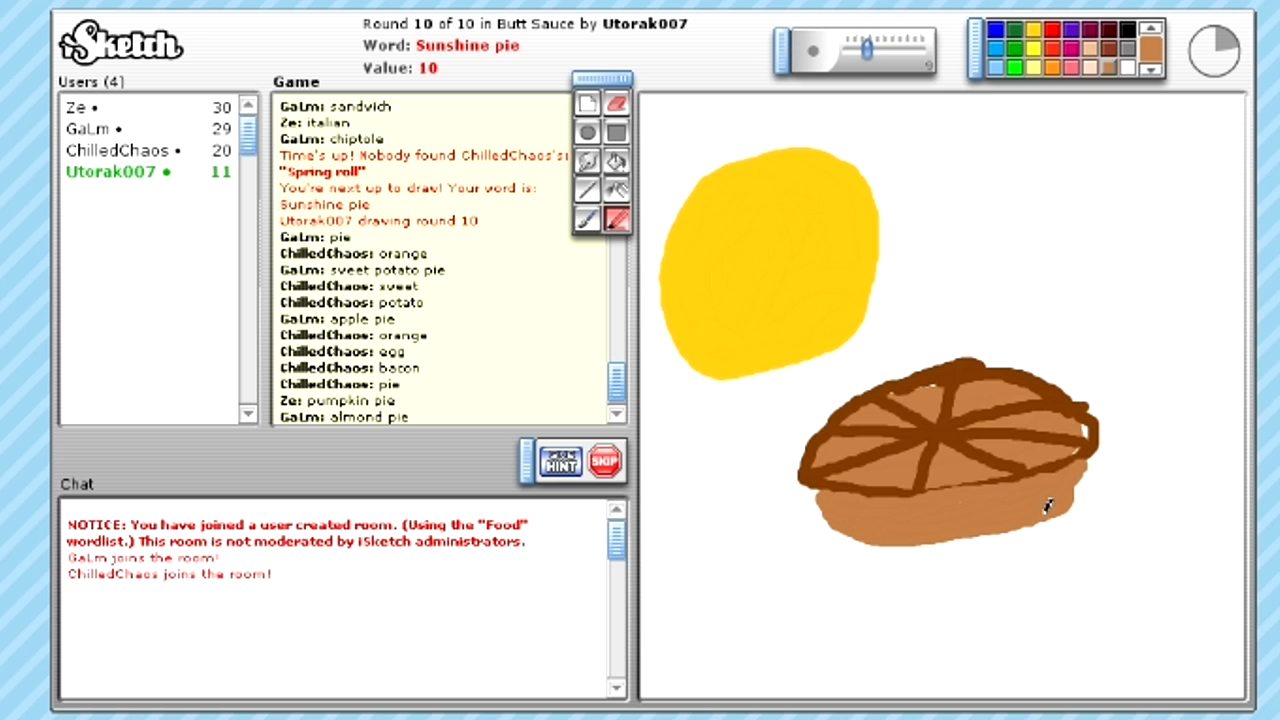 iSketch
Round 10 of 10 in Butt Sauce by Utorak007
Word: Sunshine pie
Value: 10
9
Users (4)
Ze • 30
GaLm • 29
ChilledChaos • 20
Utorak007 • 11
Game
GaLm: sandvich
Ze: italian
GaLm: chiptole
Time's up! Nobody found ChilledChaos's
"Spring roll"
You're next up to draw! Your word is:
Sunshine pie
Utorak007 drawing round 10
GaLm: pie
ChilledChaos: orange
GaLm: sweet potato pie
ChilledChaos: sweet
ChilledChaos: potato
GaLm: apple pie
ChilledChaos: orange
ChilledChaos: egg
ChilledChaos: bacon
ChilledChaos: pie
Ze: pumpkin pie
GaLm: almond pie
HINT
SKIP
Chat
NOTICE: You have joined a user created room. (Using the "Food"
wordlist.) This room is not moderated by iSketch administrators.
GaLm joins the room!
ChilledChaos joins the room!